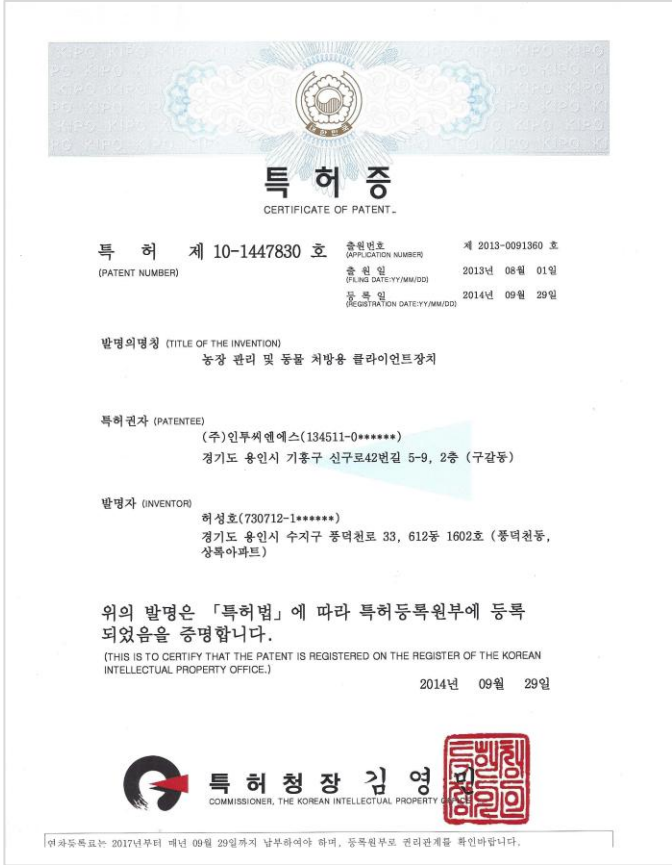 특 허 증
CERTIFICATE OF PATENT
특 허 제 10-1447830 호
(PATENT NUMBER)
출원번호 제 2013-0091360 호
(APPLICATION NUMBER)
출 원 일 2013년 08월 01일
(FILING DATE:YY/MM/DD)
등 록 일 2014년 09월 29일
(REGISTRATION DATE:YY/MM/DD)
발명의명칭 (TITLE OF THE INVENTION)
농장 관리 및 동물 처방용 클라이언트장치
특허권자 (PATENTEE)
(주)인투씨엔에스(134511-0******)
경기도 용인시 기흥구 신구로42번길 5-9, 2층 (구갈동)
발명자 (INVENTOR)
허성호(730712-1******)
경기도 용인시 수지구 풍덕천로 33, 612동 1602호 (풍덕천동,
상록아파트)
위의 발명은 「특허법」에 따라 특허등록원부에 등록
되었음을 증명합니다.
(THIS IS TO CERTIFY THAT THE PATENT IS REGISTERED ON THE REGISTER OF THE KOREAN
INTELLECTUAL PROPERTY OFFICE.)
2014년 09월 29일
특 허 청 장 김 영 민
COMMISSIONER, THE KOREAN INTELLECTUAL PROPERTY OFFICE
연차등록료는 2017년부터 매년 09월 29일까지 납부하여야 하며, 등록원부로 권리관계를 확인바랍니다.